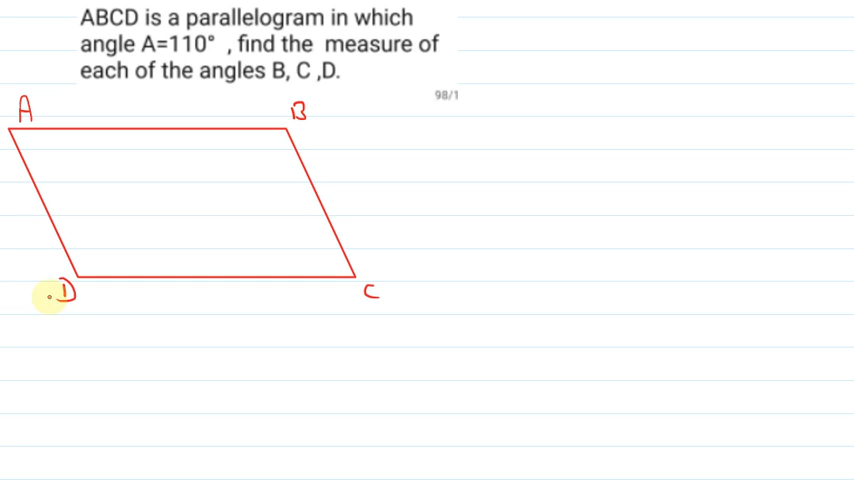 ABCD is a parallelogram in which
angle A=110° , find the measure of
each of the angles B, C ,D.
98/1
A B
D C